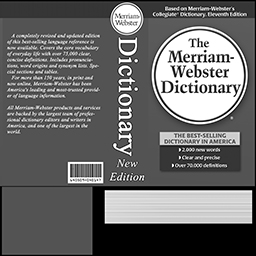 A completely revised and updated edition
of this best-selling language reference is
now available. Covers the core vocabulary
of everyday life with over 75,000 clear,
concise definitions. Includes pronuncia-
tions, word origins and synonym lists. Spe-
cial sections and tables.
For more than 150 years, in print and
now online, Merriam-Webster has been
America's leading and most-trusted provid-
er of language information.
All Merriam-Webster products and services
are backed by the largest team of profes-
sional dictionary editors and writers in
America, and one of the largest in the
world.
Merriam-
Webster
Dictionary
New
Edition
Based on Merriam-Webster's
Collegiate® Dictionary, Eleventh Edition
The
Merriam-
Webster
Dictionary
THE BEST-SELLING
DICTIONARY IN AMERICA
2,000 new words
Clear and precise
Over 70,000 definitions